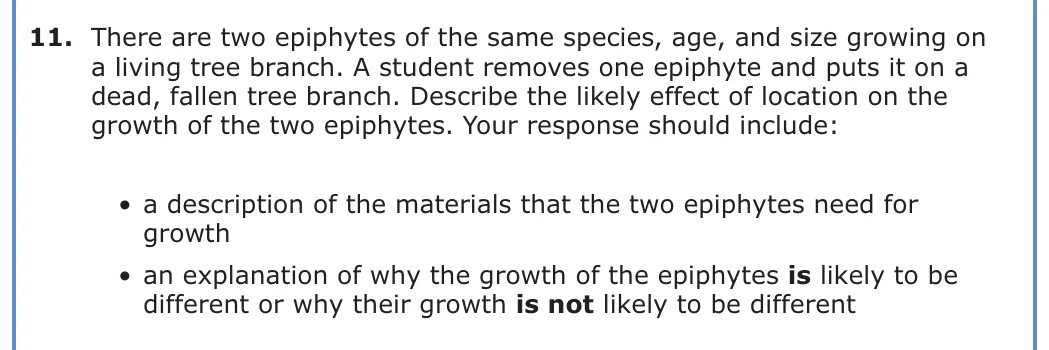 11. There are two epiphytes of the same species, age, and size growing on
a living tree branch. A student removes one epiphyte and puts it on a
dead, fallen tree branch. Describe the likely effect of location on the
growth of the two epiphytes. Your response should include:
• a description of the materials that the two epiphytes need for
growth
• an explanation of why the growth of the epiphytes is likely to be
different or why their growth is not likely to be different